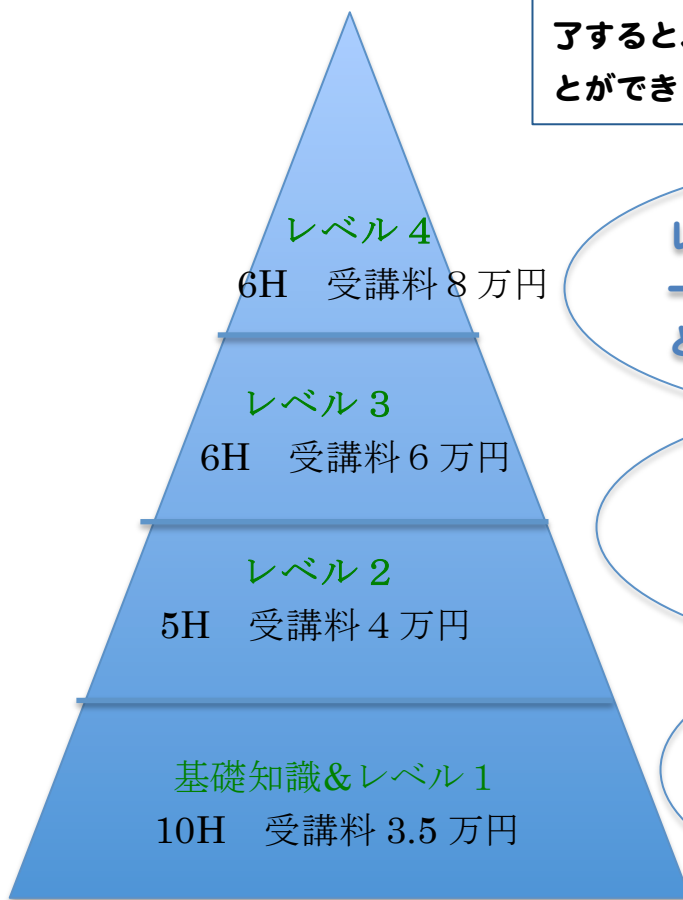 了すると、
とができ
レベル４
6H　受講料８万円
レベル３
6H　受講料６万円
レベル２
5H　受講料４万円
基礎知識&レベル１
10H　受講料 3.5 万円